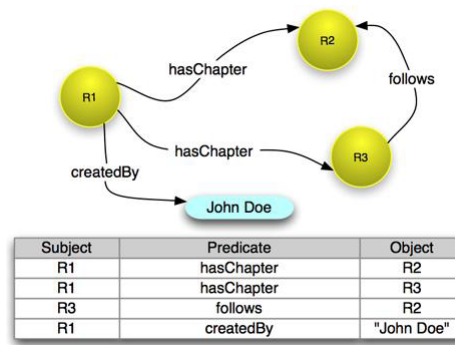 R2
hasChapter
follows
R1
hasChapter
R3
createdBy
John Doe
Subject Predicate Object
R1 hasChapter R2
R1 hasChapter R3
R3 follows R2
R1 createdBy "John Doe"